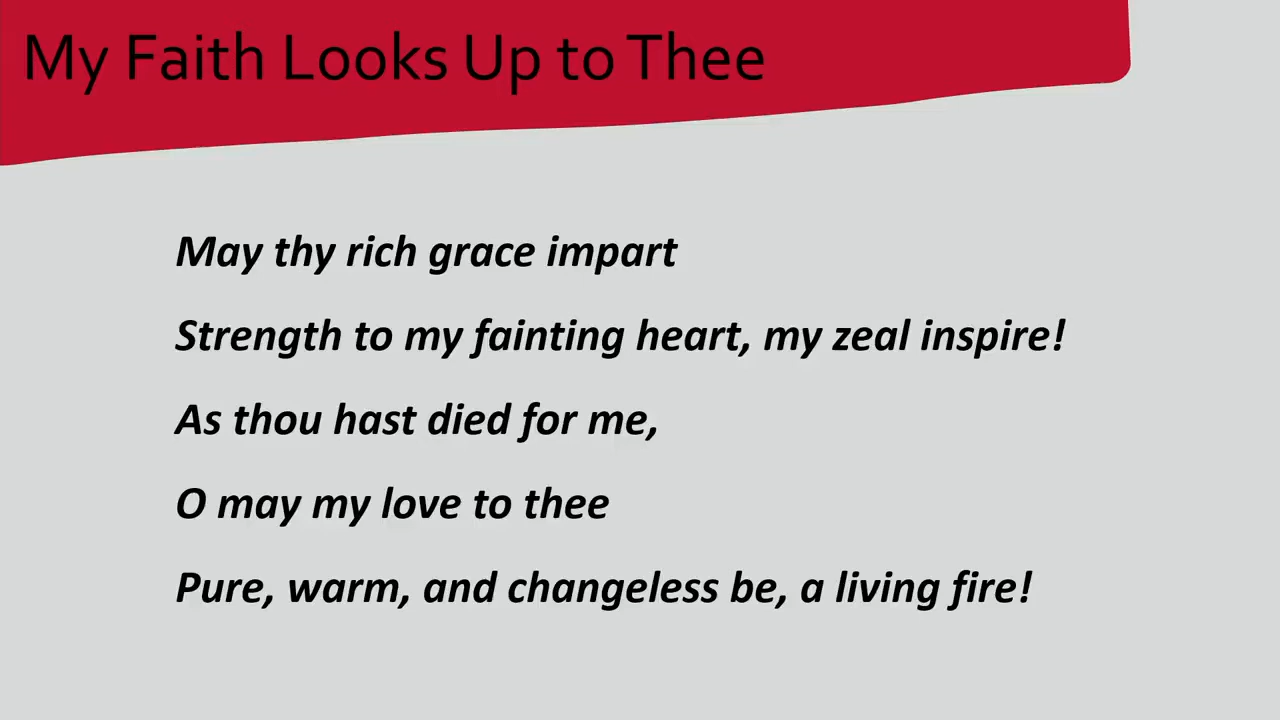 My Faith Looks Up to Thee
May thy rich grace impart
Strength to my fainting heart, my zeal inspire!
As thou hast died for me,
O may my love to thee
Pure, warm, and changeless be, a living fire!